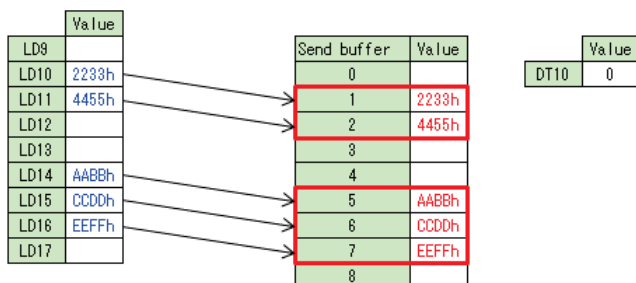 Value
LD9
LD10 2233h
LD11 4455h
LD12
LD13
LD14 AABBh
LD15 CCDDh
LD16 EEFFh
LD17
Send buffer Value
0
1 2233h
2 4455h
3
4
5 AABBh
6 CCDDh
7 EEFFh
8
Value
DT10 0